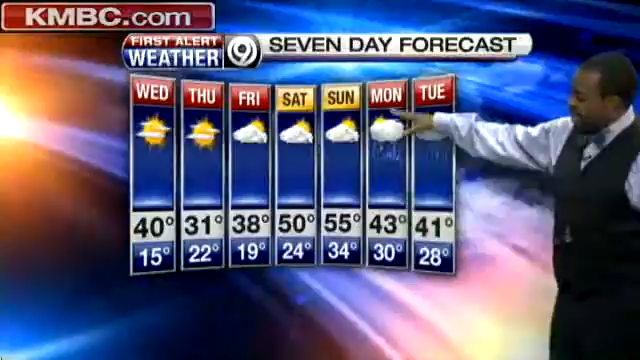 KMBC.com
FIRST ALERT
WEATHER 9
SEVEN DAY FORECAST
WED THU FRI SAT SUN MON TUE
40° 31° 38° 50° 55° 43° 41°
15° 22° 19° 24° 34° 30° 28°